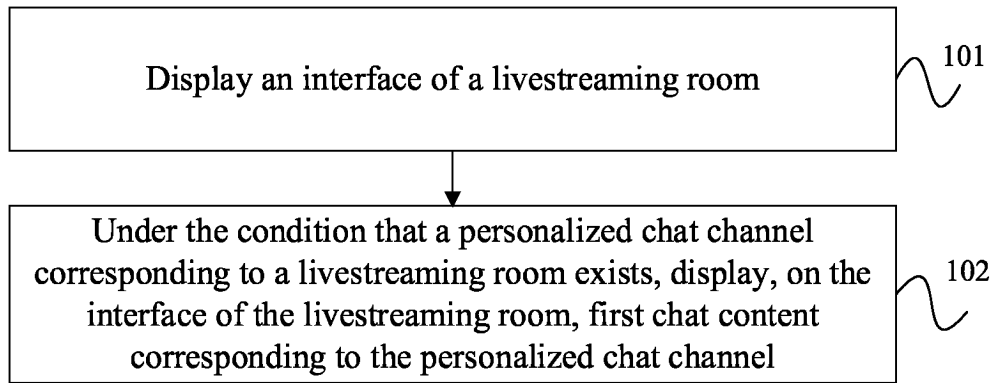 Display an interface of a livestreaming room
101
Under the condition that a personalized chat channel
corresponding to a livestreaming room exists, display, on the
interface of the livestreaming room, first chat content
corresponding to the personalized chat channel
102